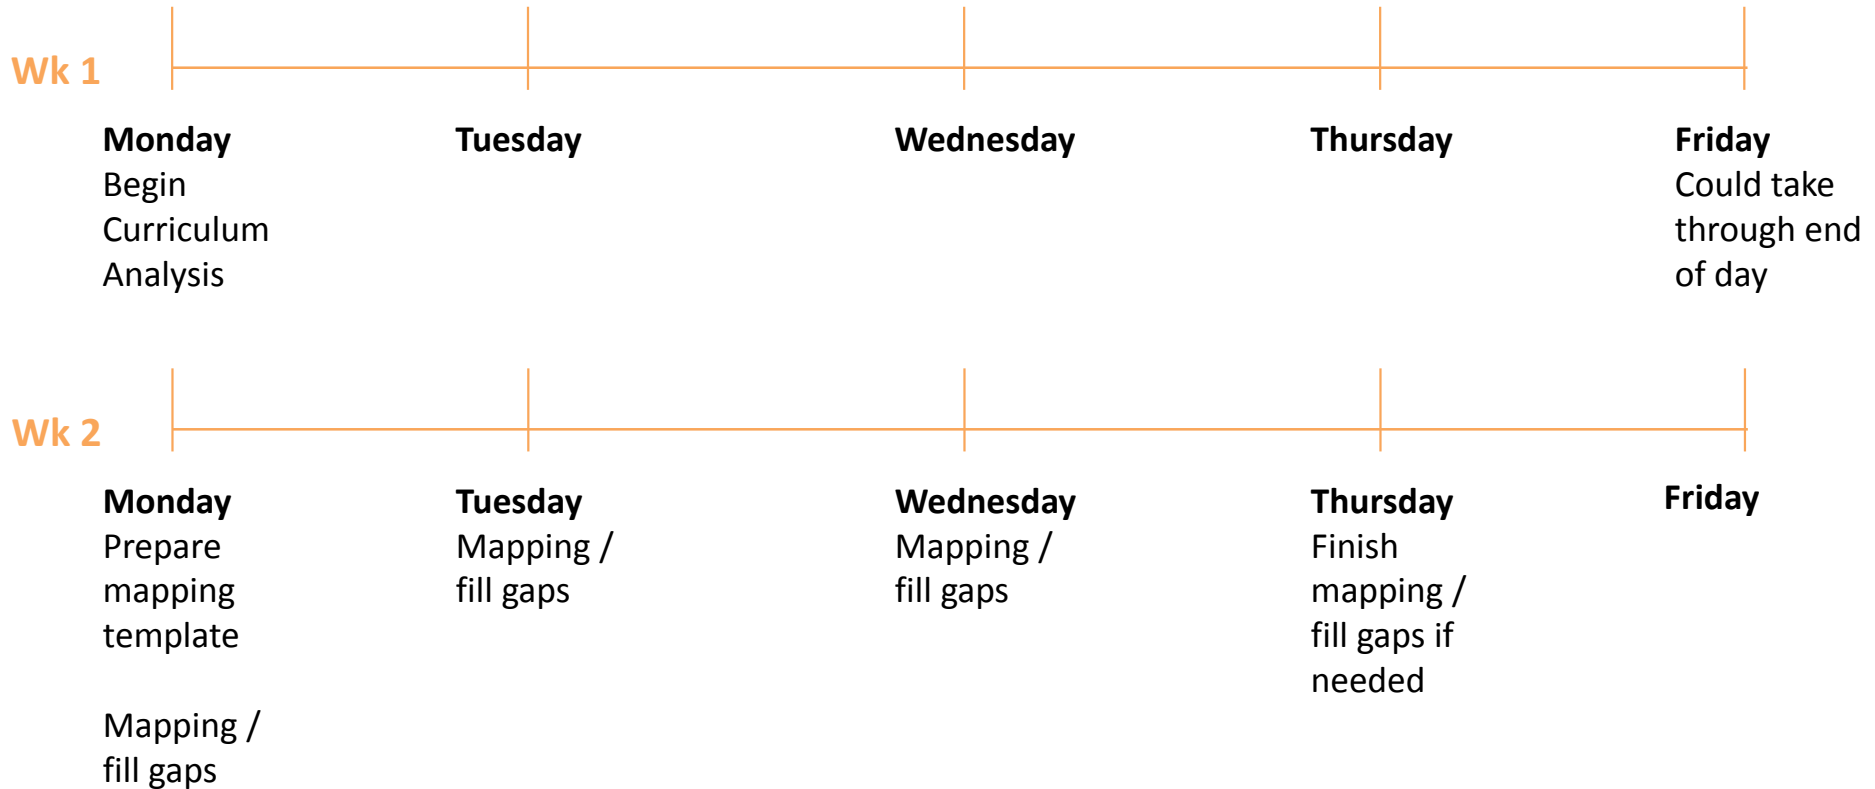 Wk 1
Monday
Begin
Curriculum
Analysis
Tuesday
Wednesday
Thursday
Friday
Could take
through end
of day
Wk 2
Monday
Prepare
mapping
template
Mapping /
fill gaps
Tuesday
Mapping /
fill gaps
Wednesday
Mapping /
fill gaps
Thursday
Finish
mapping /
fill gaps if
needed
Friday